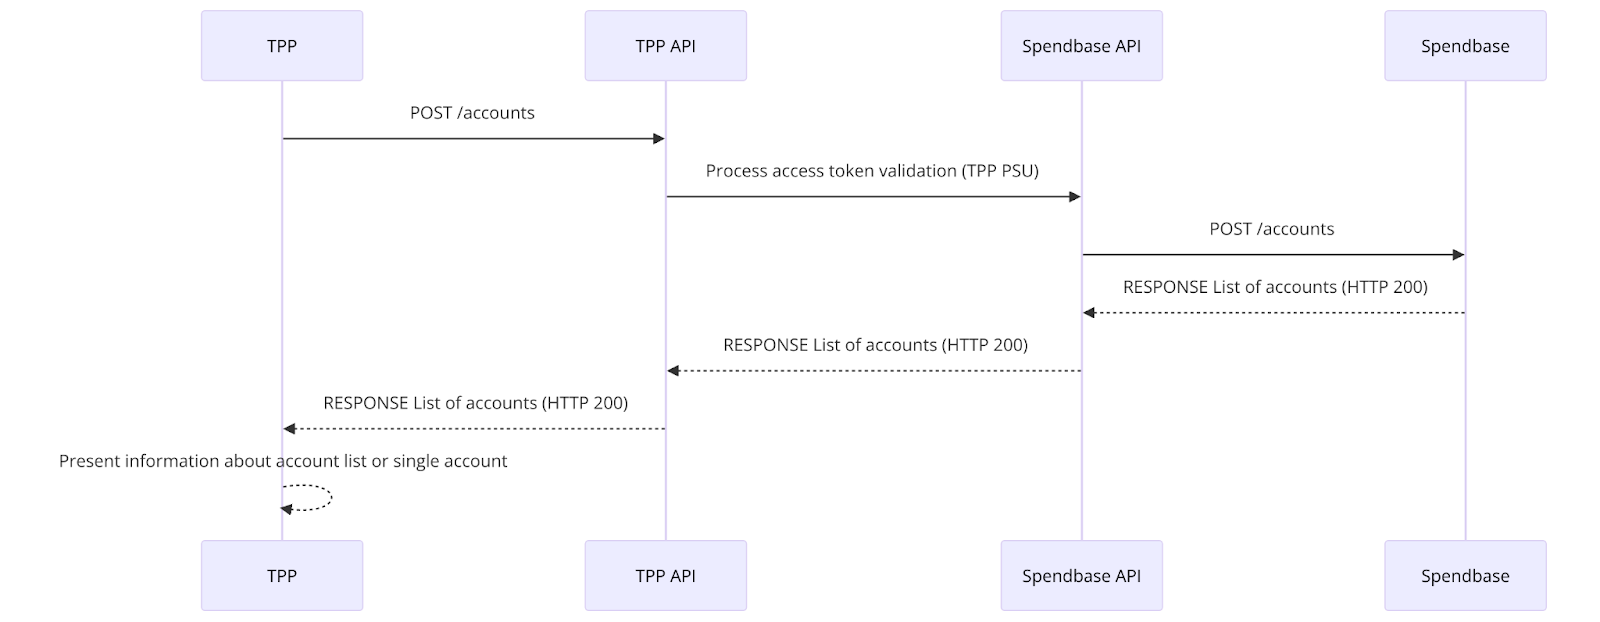 TPP
TPP API
Spendbase API
Spendbase
POST /accounts
Process access token validation (TPP PSU)
POST /accounts
RESPONSE List of accounts (HTTP 200)
RESPONSE List of accounts (HTTP 200)
RESPONSE List of accounts (HTTP 200)
Present information about account list or single account
TPP
TPP API
Spendbase API
Spendbase